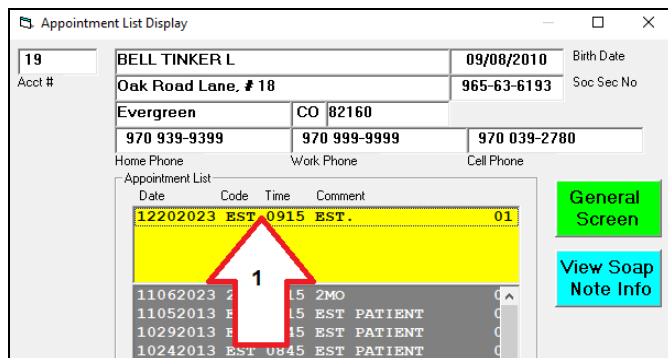 Appointment List Display
19 BELL TINKER L 09/08/2010 Birth Date
Acct # Oak Road Lane, # 18 965-63-6193 Soc Sec No
Evergreen CO 82160
970 939-9399 970 999-9999 970 039-2780
Home Phone Work Phone Cell Phone
Appointment List
Date Code Time Comment
12202023 EST 0915 EST. 01
General
Screen
View Soap
Note Info
1
11062023 15 2MO
11052013 15 EST PATIENT
10292013 45 EST PATIENT
10242013 EST 0845 EST PATIENT